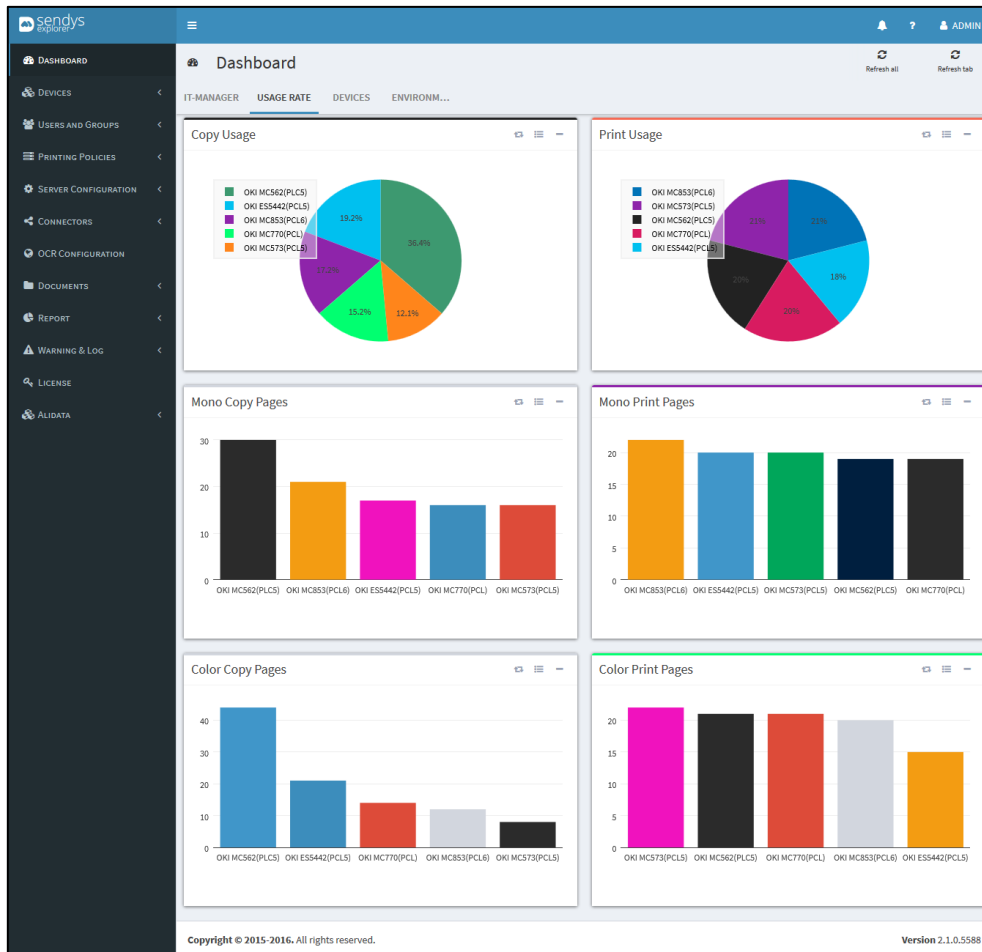 sendys
explorer
ADMIN
DASHBOARD
DEVICES
USERS AND GROUPS
PRINTING POLICIES
SERVER CONFIGURATION
CONNECTORS
OCR CONFIGURATION
DOCUMENTS
REPORT
WARNING & LOG
LICENSE
ALIDATA
? 
Dashboard
Refresh all
Refresh tab
IT-MANAGER USAGE RATE DEVICES ENVIRONM...
Copy Usage
OKI MC562(PLC5)
OKI ES5442(PCL5)
OKI MC853(PCL6)
OKI MC770(PCL)
OKI MC573(PCL5)
19.2%
36.4%
17.2%
15.2%
12.1%
Print Usage
OKI MC853(PCL6)
OKI MC573(PCL5)
OKI MC562(PLC5)
OKI MC770(PCL)
OKI ES5442(PCL5)
21%
21%
20%
18%
20%
Mono Copy Pages
30
20
10
0
OKI MC562(PLC5) OKI MC853(PCL6) OKI ES5442(PCL5) OKI MC770(PCL) OKI MC573(PCL5)
Mono Print Pages
20
15
10
5
0
OKI MC853(PCL6) OKI ES5442(PCL5) OKI MC573(PCL5) OKI MC562(PLC5) OKI MC770(PCL)
Color Copy Pages
40
30
20
10
0
OKI MC562(PLC5) OKI ES5442(PCL5) OKI MC770(PCL) OKI MC853(PCL6) OKI MC573(PCL5)
Color Print Pages
20
15
10
5
0
OKI MC573(PCL5) OKI MC562(PLC5) OKI MC770(PCL) OKI MC853(PCL6) OKI ES5442(PCL5)
Copyright © 2015-2016. All rights reserved.
Version 2.1.0.5588